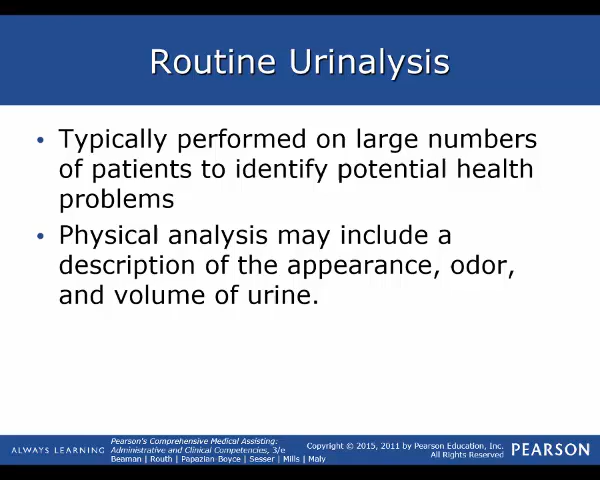 Routine Urinalysis
• Typically performed on large numbers
of patients to identify potential health
problems
• Physical analysis may include a
description of the appearance, odor,
and volume of urine.
ALWAYS LEARNING
Pearson's Comprehensive Medical Assisting:
Administrative and Clinical Competencies, 3/e
Beaman | Routh | Papazian-Boyce | Sesser | Mills | Maly
Copyright © 2015, 2011 by Pearson Education, Inc.
All Rights Reserved
PEARSON